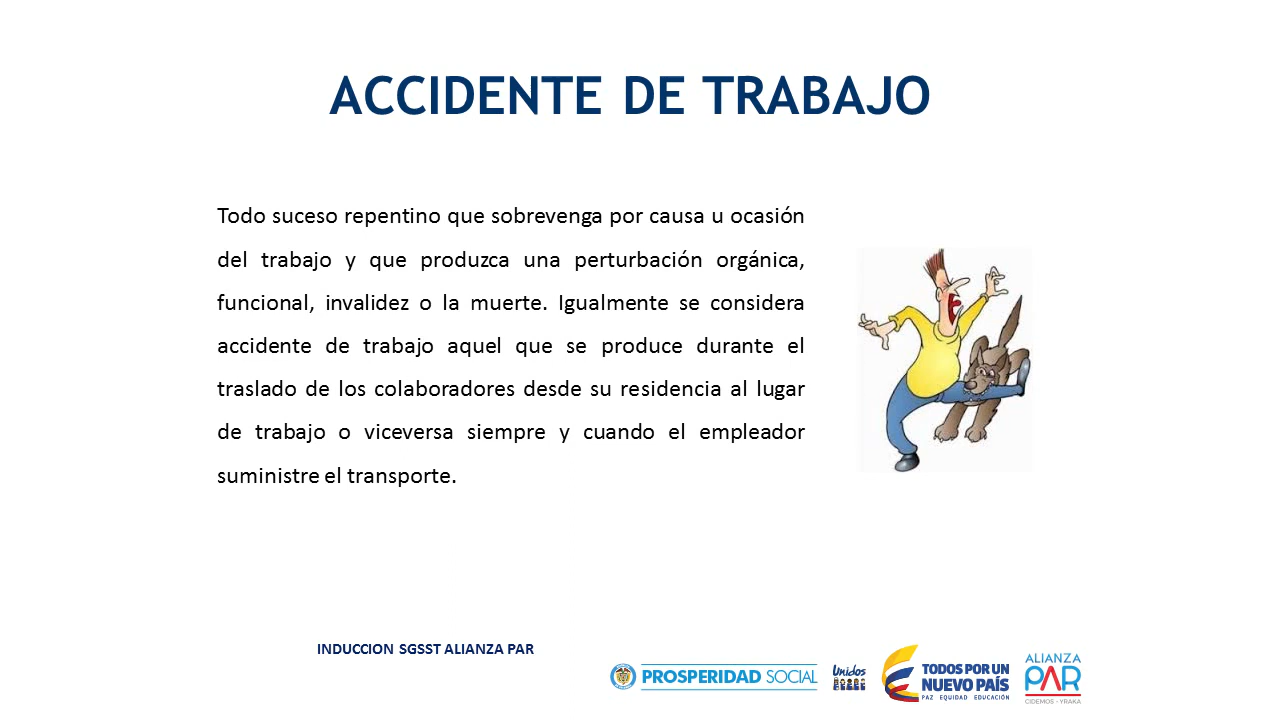 ACCIDENTE DE TRABAJO
Todo suceso repentino que sobrevenga por causa u ocasión
del trabajo y que produzca una perturbación orgánica,
funcional, invalidez o la muerte. Igualmente se considera
accidente de trabajo aquel que se produce durante el
traslado de los colaboradores desde su residencia al lugar
de trabajo o viceversa siempre y cuando el empleador
suministre el transporte.
INDUCCION SGSST ALIANZA PAR
PROSPERIDAD SOCIAL
Unidos
TODOS POR UN
NUEVO PAÍS
PAZ EQUIDAD EDUCACIÓN
ALIANZA
PAR
CIDEMOS - YRAKA